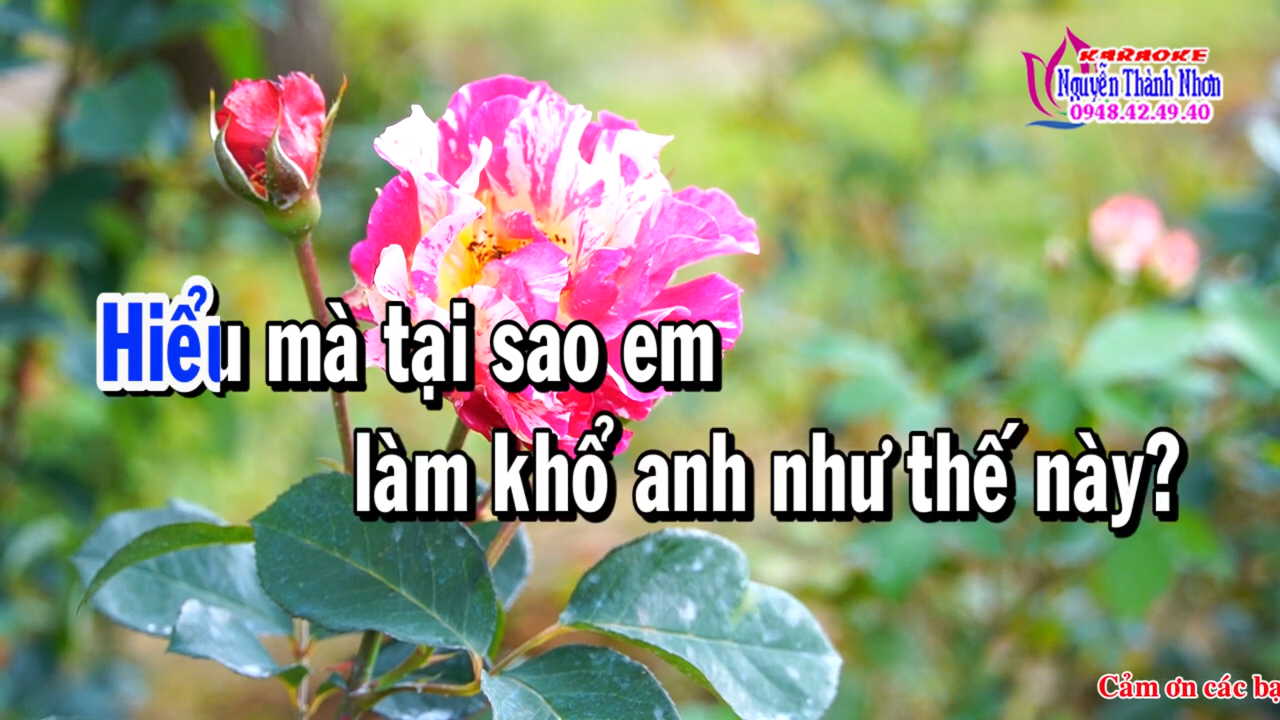 KARAOKE
Nguyễn Thành Nhơn
0948.42.49.40
Hiểu mà tại sao em
làm khổ anh như thế này?
Cảm ơn các bạ